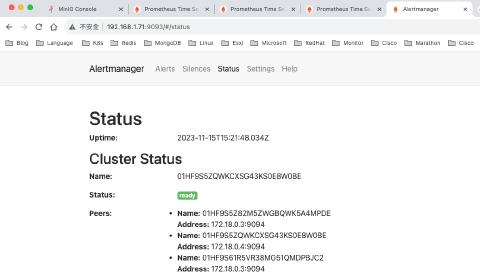 MinIO Console
Prometheus Time Se
Prometheus Time Se
Prometheus Time Se
Alertmanager
不安全 | 192.168.1.71:9093/#/status
Blog Language K8s Redis MongoDB Linux Esxi Microsoft RedHat Monitor Cisco Marathon Cisco
Alertmanager Alerts Silences Status Settings Help
Status
Uptime: 2023-11-15T15:21:48.034Z
Cluster Status
Name: 01HF9S5ZQWKCXSG43KS0E8W0BE
Status: ready
Peers: • Name: 01HF9S5Z82M5ZWGBQWK5A4MPDE
Address: 172.18.0.3:9094
• Name: 01HF9S5ZQWKCXSG43KS0E8W0BE
Address: 172.18.0.4:9094
• Name: 01HF9S61R5VR38MG51QMDPBJC2
Address: 172.18.0.3:9094